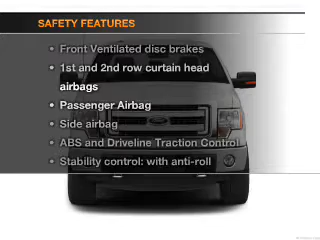 SAFETY FEATURES
• Front Ventilated disc brakes
• 1st and 2nd row curtain head
airbags
• Passenger Airbag
• Side airbag
• ABS and Driveline Traction Control
• Stability control: with anti-roll
Ford